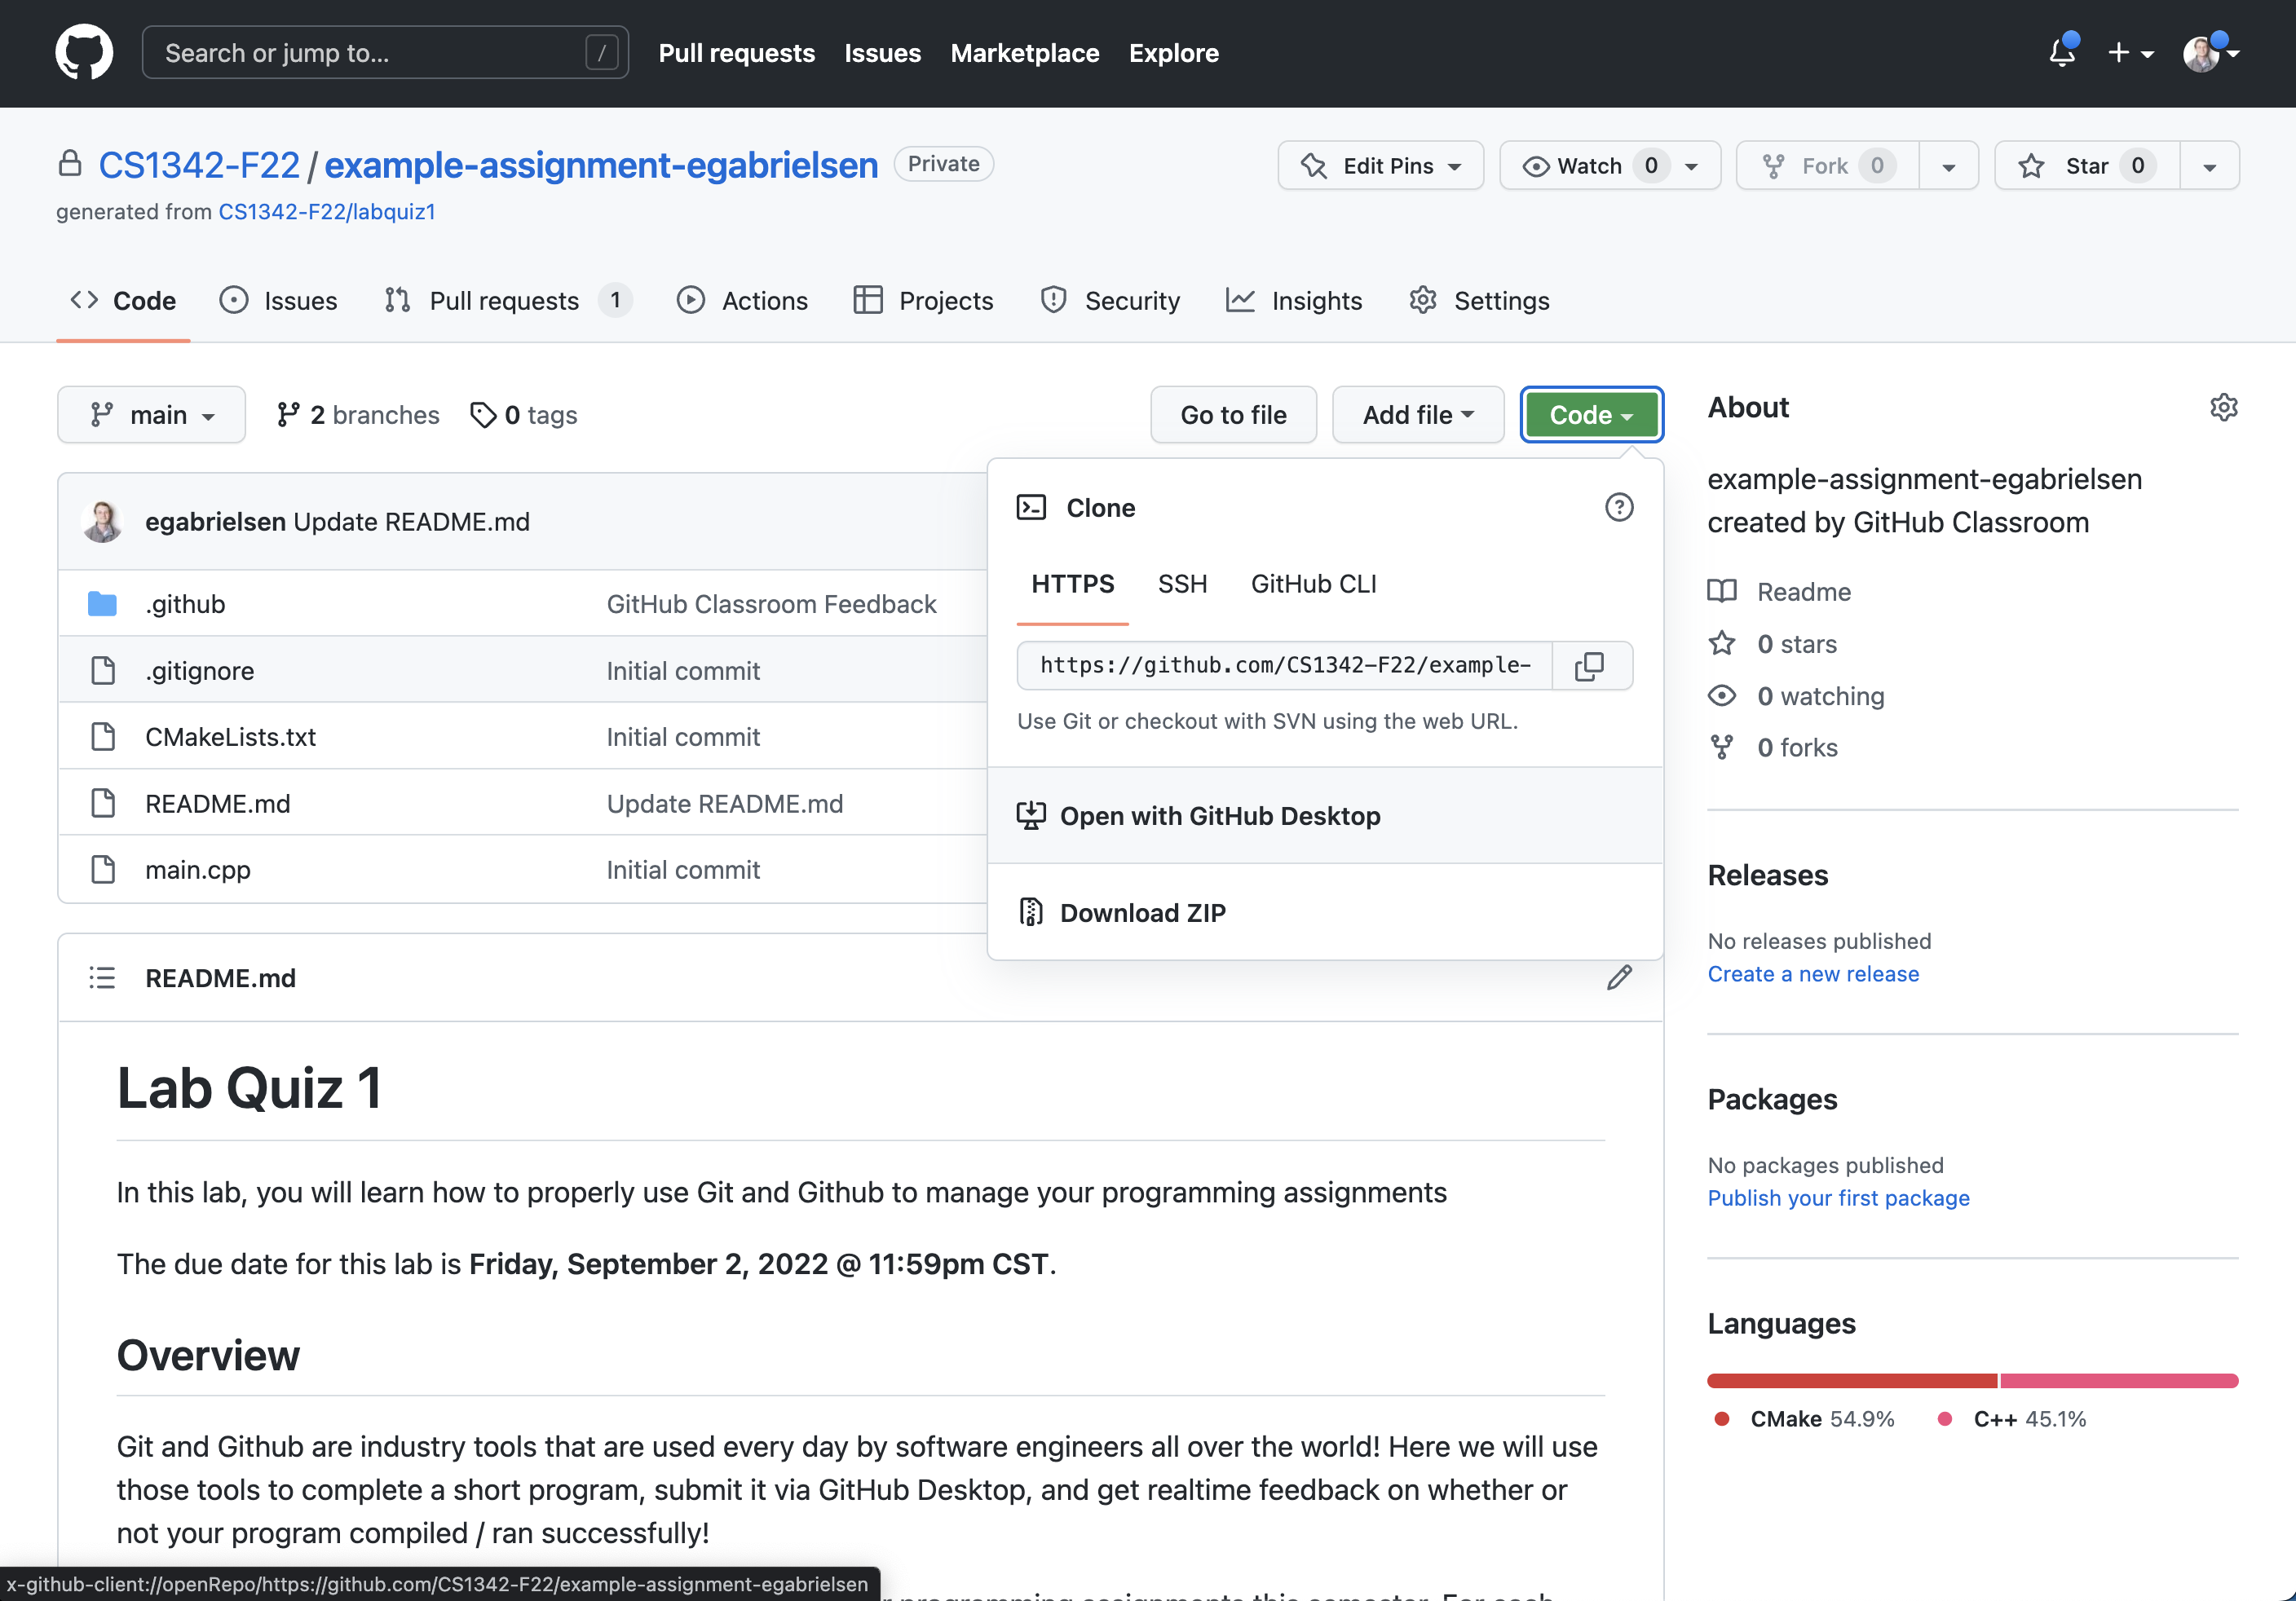 Search or jump to... /
Pull requests Issues Marketplace Explore
CS1342-F22 / example-assignment-egabrielsen Private
Edit Pins Watch 0 Fork 0 Star 0
generated from CS1342-F22/labquiz1
Code Issues Pull requests 1 Actions Projects Security Insights Settings
main 2 branches 0 tags
Go to file Add file Code
egabrielsen Update README.md
.github GitHub Classroom Feedback
.gitignore Initial commit
CMakeLists.txt Initial commit
README.md Update README.md
main.cpp Initial commit
Clone
HTTPS SSH GitHub CLI
https://github.com/CS1342-F22/example-
Use Git or checkout with SVN using the web URL.
Open with GitHub Desktop
Download ZIP
README.md
Lab Quiz 1
In this lab, you will learn how to properly use Git and Github to manage your programming assignments
The due date for this lab is Friday, September 2, 2022 @ 11:59pm CST.
Overview
Git and Github are industry tools that are used every day by software engineers all over the world! Here we will use
those tools to complete a short program, submit it via GitHub Desktop, and get realtime feedback on whether or
not your program compiled / ran successfully!
x-github-client://openRepo/https://github.com/CS1342-F22/example-assignment-egabrielsen
programming assignments this semester. For each
About
example-assignment-egabrielsen
created by GitHub Classroom
Readme
0 stars
0 watching
0 forks
Releases
No releases published
Create a new release
Packages
No packages published
Publish your first package
Languages
CMake 54.9% C++ 45.1%